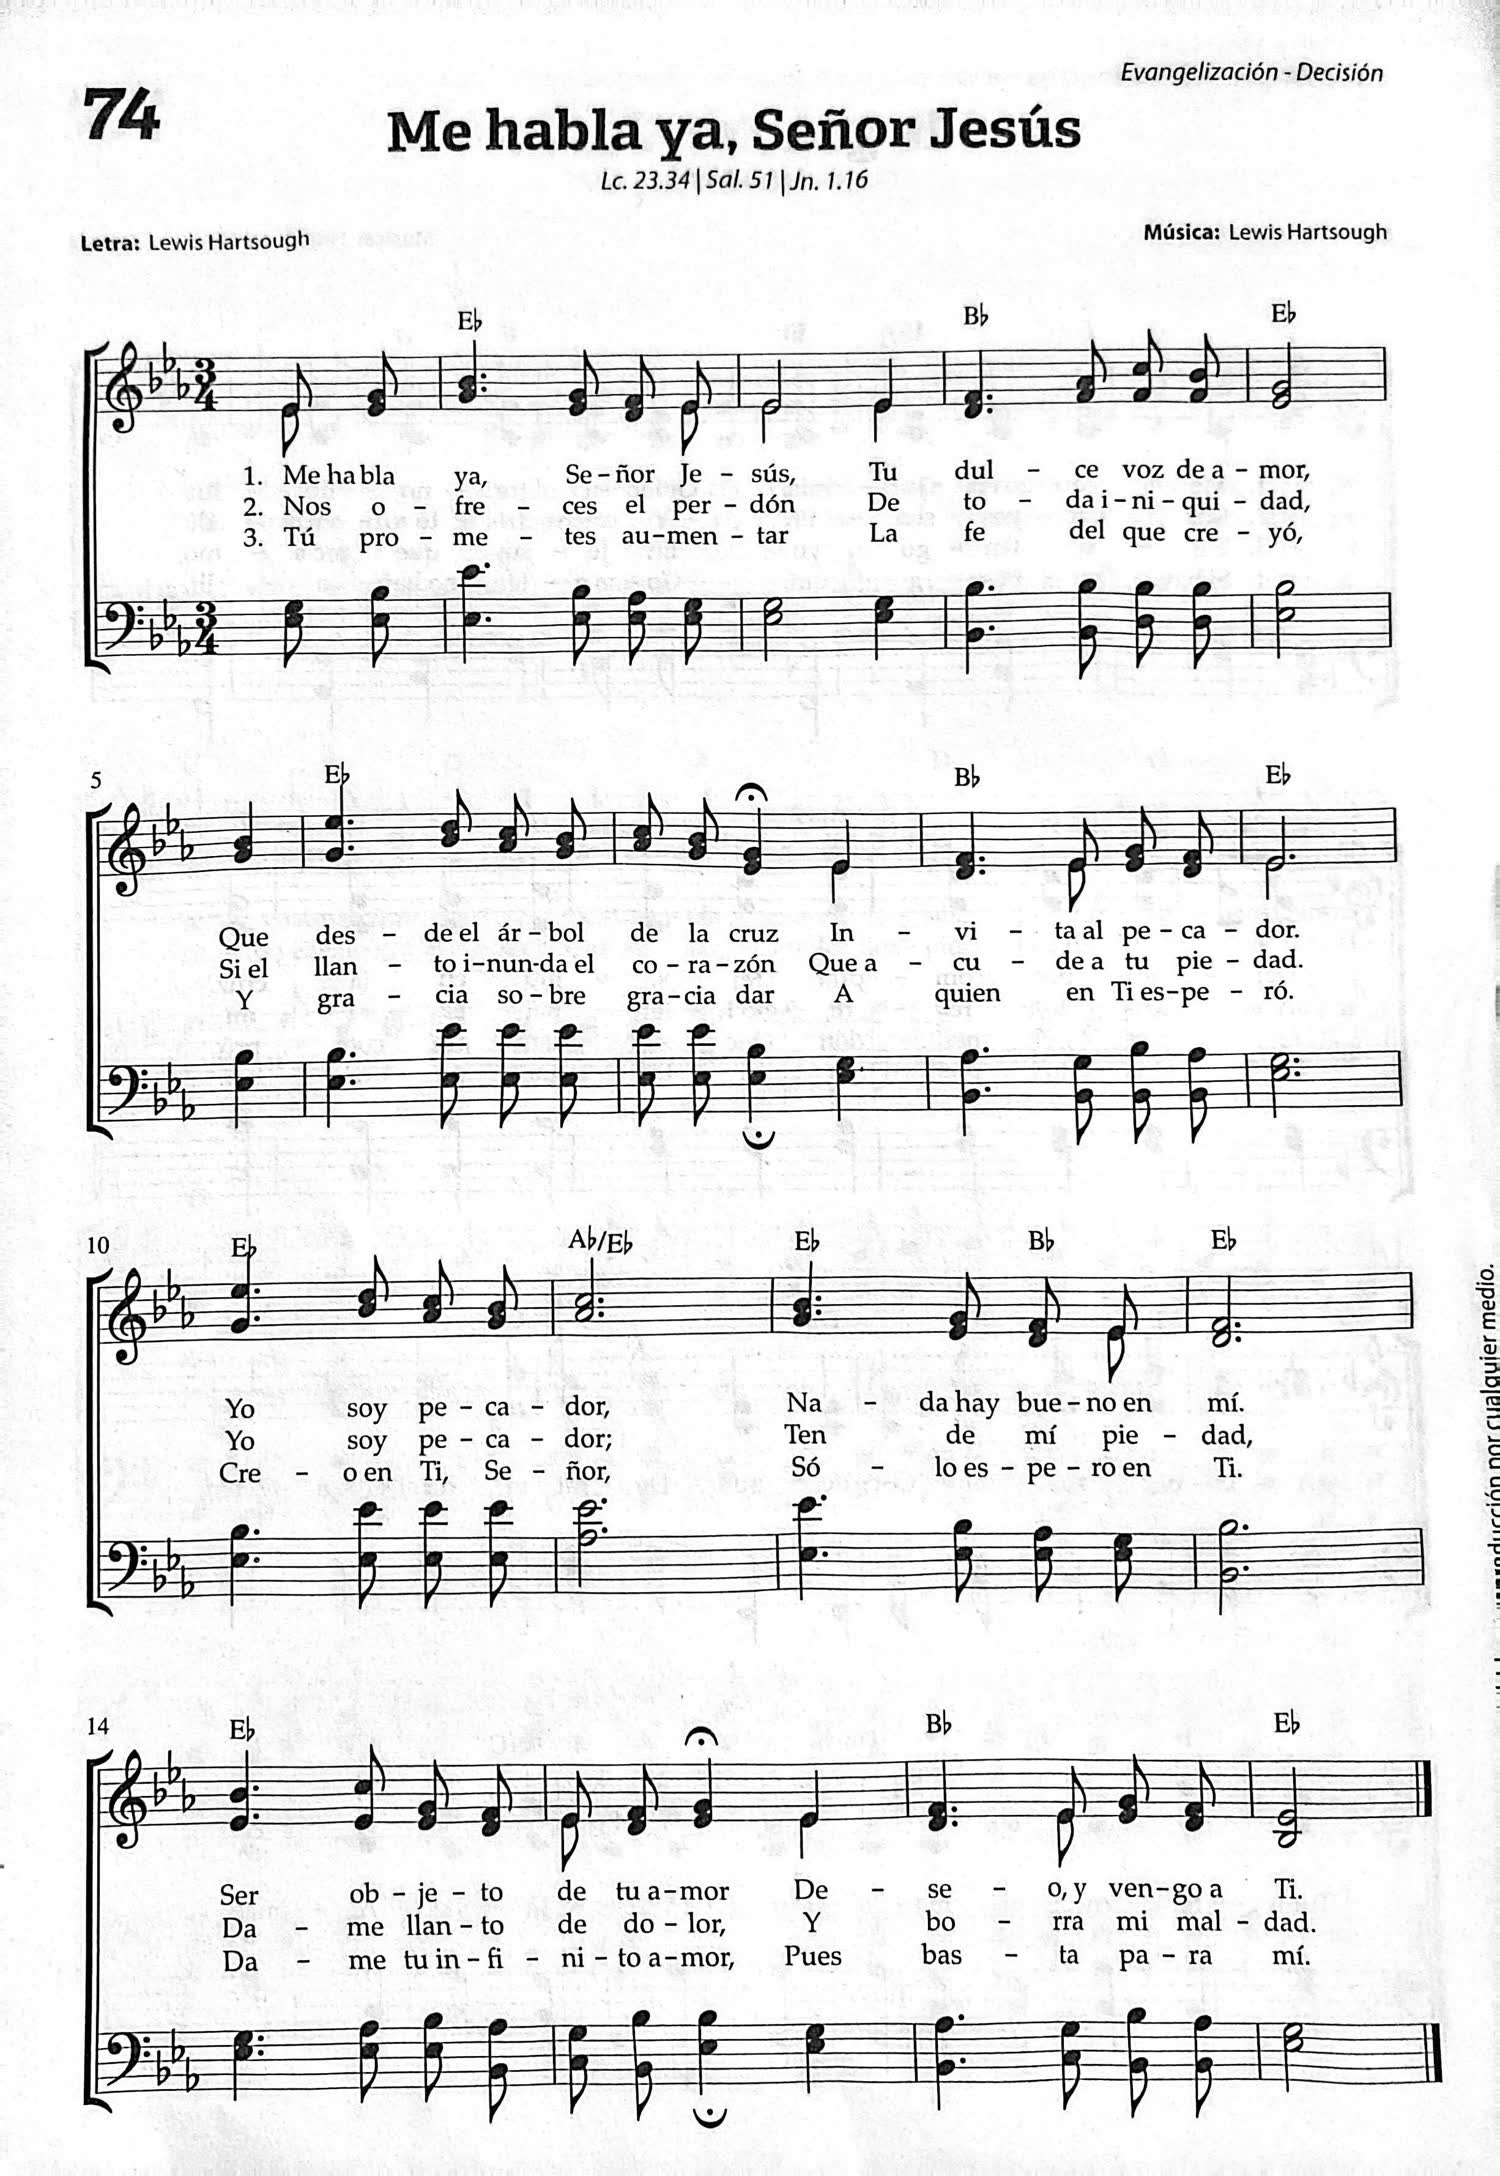 Evangelización - Decisión
74
Me habla ya, Señor Jesús
Lc. 23.34 | Sal. 51 | Jn. 1.16
Letra: Lewis Hartsough
Música: Lewis Hartsough
E♭ B♭ E♭
1. Me ha bla ya, Se – ñor Je – sús, Tu dul – ce voz de a – mor,
2. Nos o – fre – ces el per – dón De to – da i – ni – qui – dad,
3. Tú pro – me – tes au – men – tar La fe del que cre – yó,
5
E♭ B♭ E♭
Que des – de el ár – bol de la cruz In – vi – ta al pe – ca – dor.
Si el llan – to i – nun - da el co – ra – zón Que a – cu – de a tu pie – dad.
Y gra – cia so – bre gra – cia dar A quien en Ti es – pe – ró.
10
E♭ A♭/E♭ E♭ B♭ E♭
Yo soy pe – ca – dor, Na – da hay bue – no en mí.
Yo soy pe – ca – dor; Ten de mí pie – dad,
Cre – o en Ti, Se – ñor, Só – lo es – pe – ro en Ti.
14
E♭ B♭ E♭
Ser ob – je – to de tu a – mor De – se – o, y ven – go a Ti.
Da – me llan – to de do – lor, Y bo – rra mi mal – dad.
Da – me tu in – fi – ni – to a – mor, Pues bas – ta pa – ra mí.
reproducción por cualquier medio.